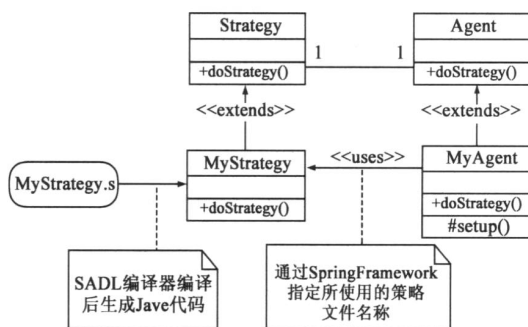 Strategy
Agent
1
1
+doStrategy()
+doStrategy()
<<extends>>
<<extends>>
MyStrategy.s
MyStrategy
<<uses>>
MyAgent
+doStrategy()
+doStrategy()
#setup()
SADL编译器编译
后生成Jave代码
通过SpringFramework
指定所使用的策略
文件名称